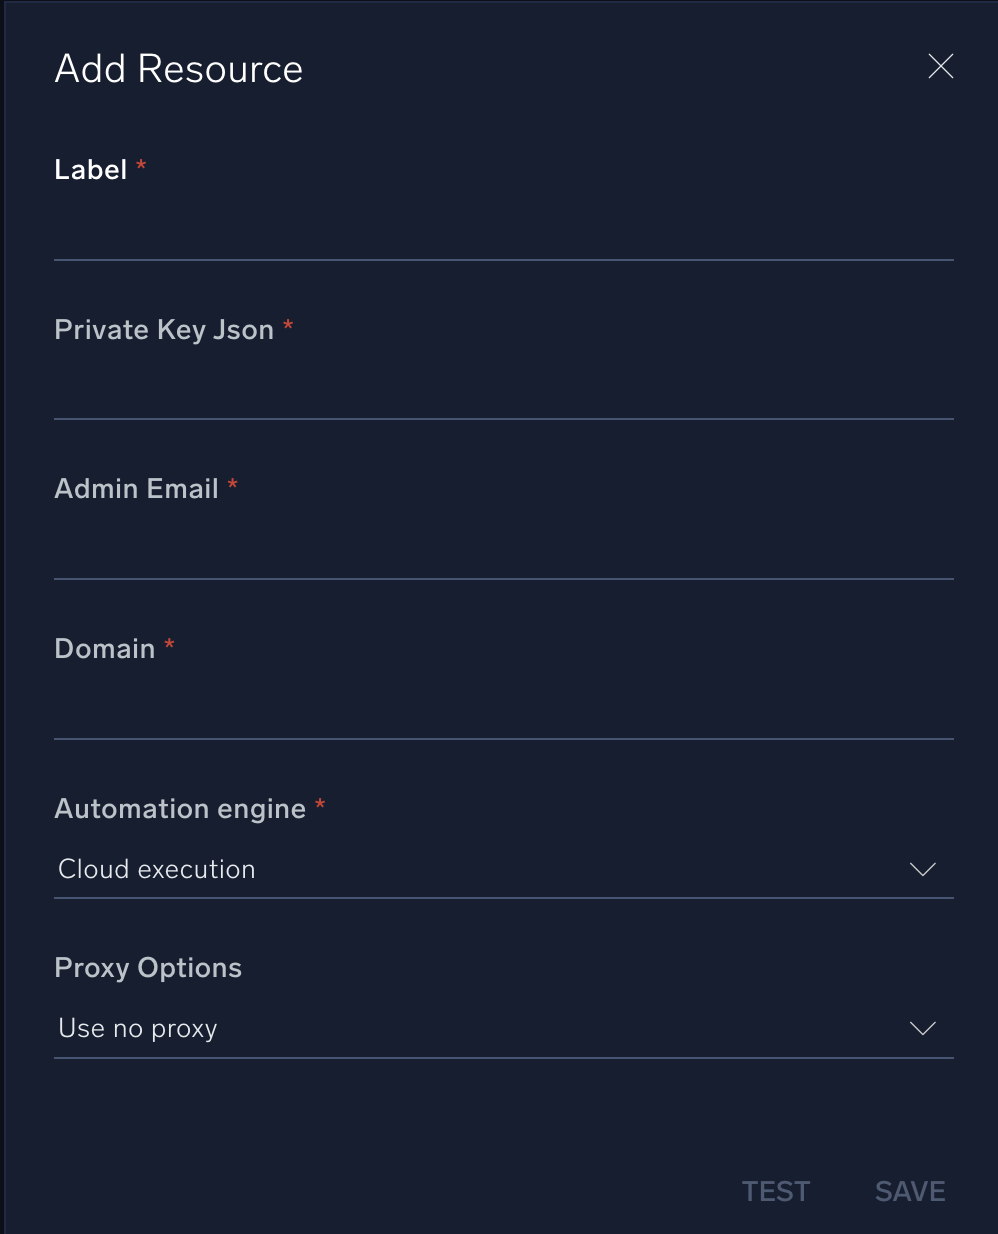 Add Resource
Label *
Private Key Json *
Admin Email *
Domain *
Automation engine *
Cloud execution
Proxy Options
Use no proxy
TEST SAVE